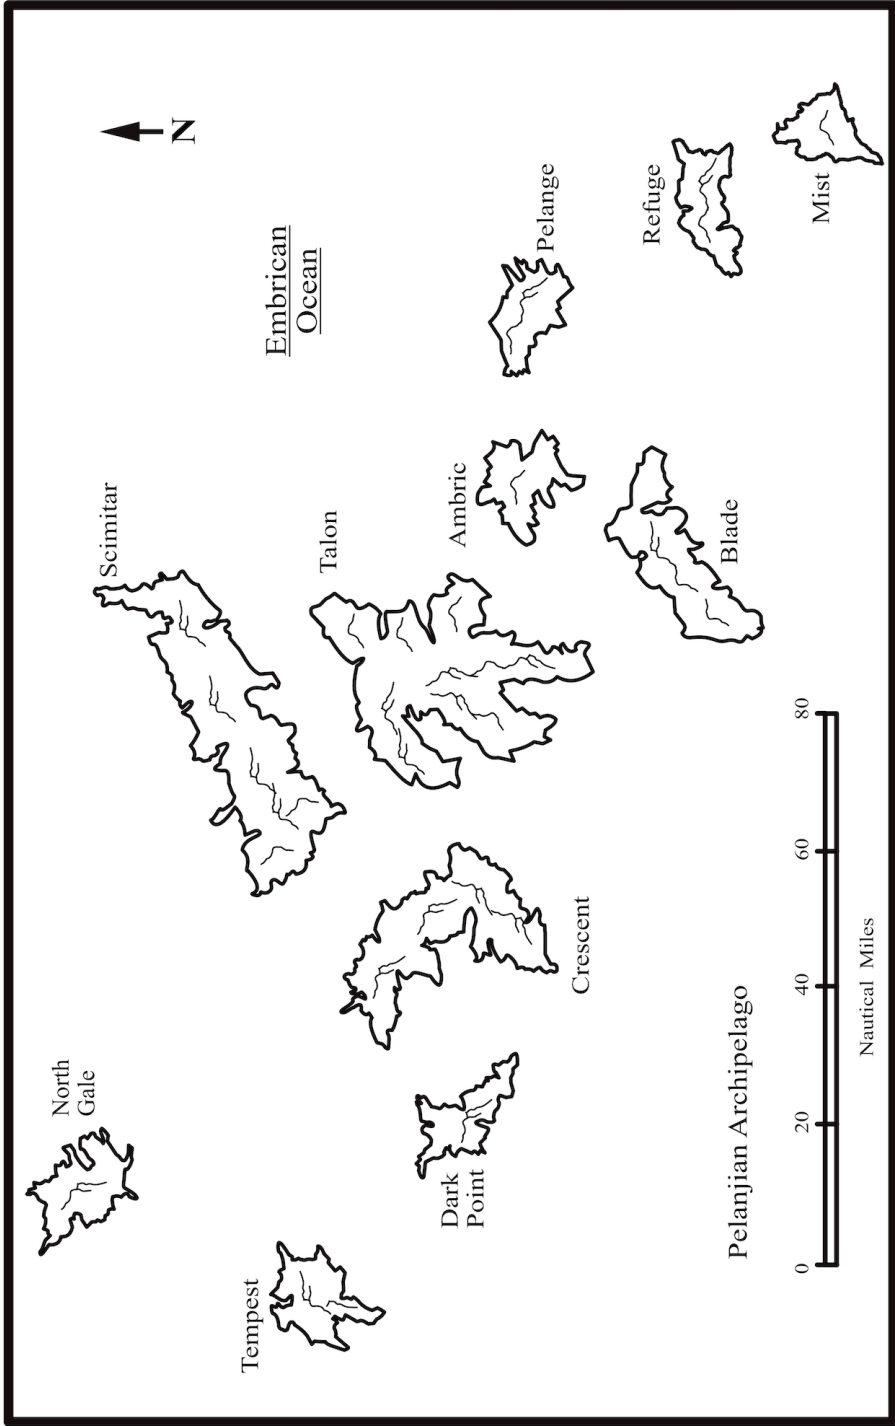 North
Gale
Scimitar
N
Tempest
Embrican
Ocean
Talon
Dark
Point
Ambric
Pelange
Crescent
Refuge
Blade
Mist
Pelanjian Archipelago
0 20 40 60 80
Nautical Miles